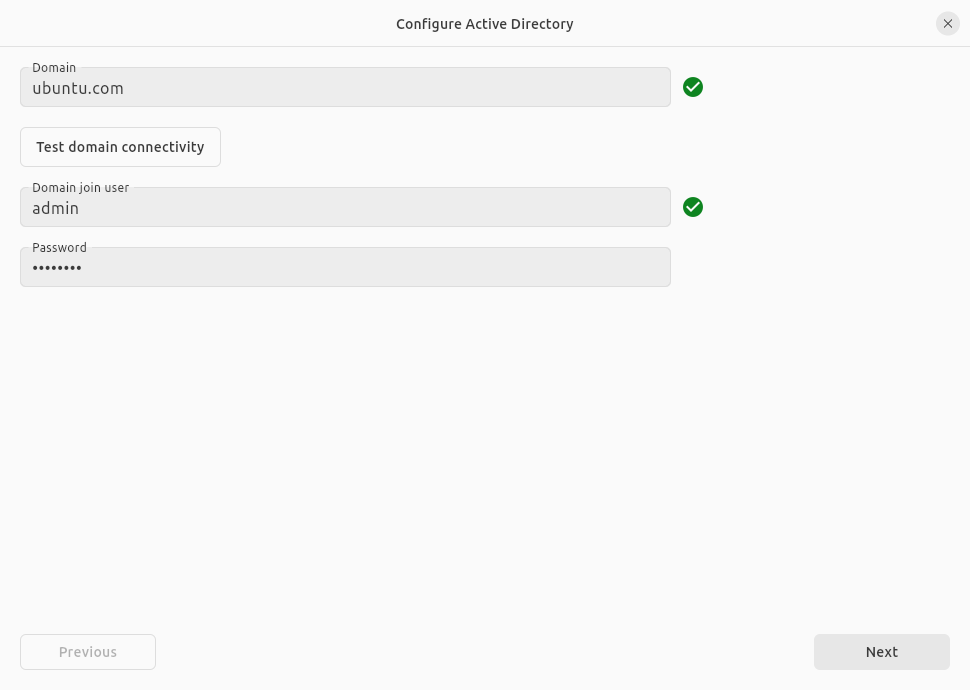 Configure Active Directory
Domain
ubuntu.com
Test domain connectivity
Domain join user
admin
Password
••••••••
Previous
Next